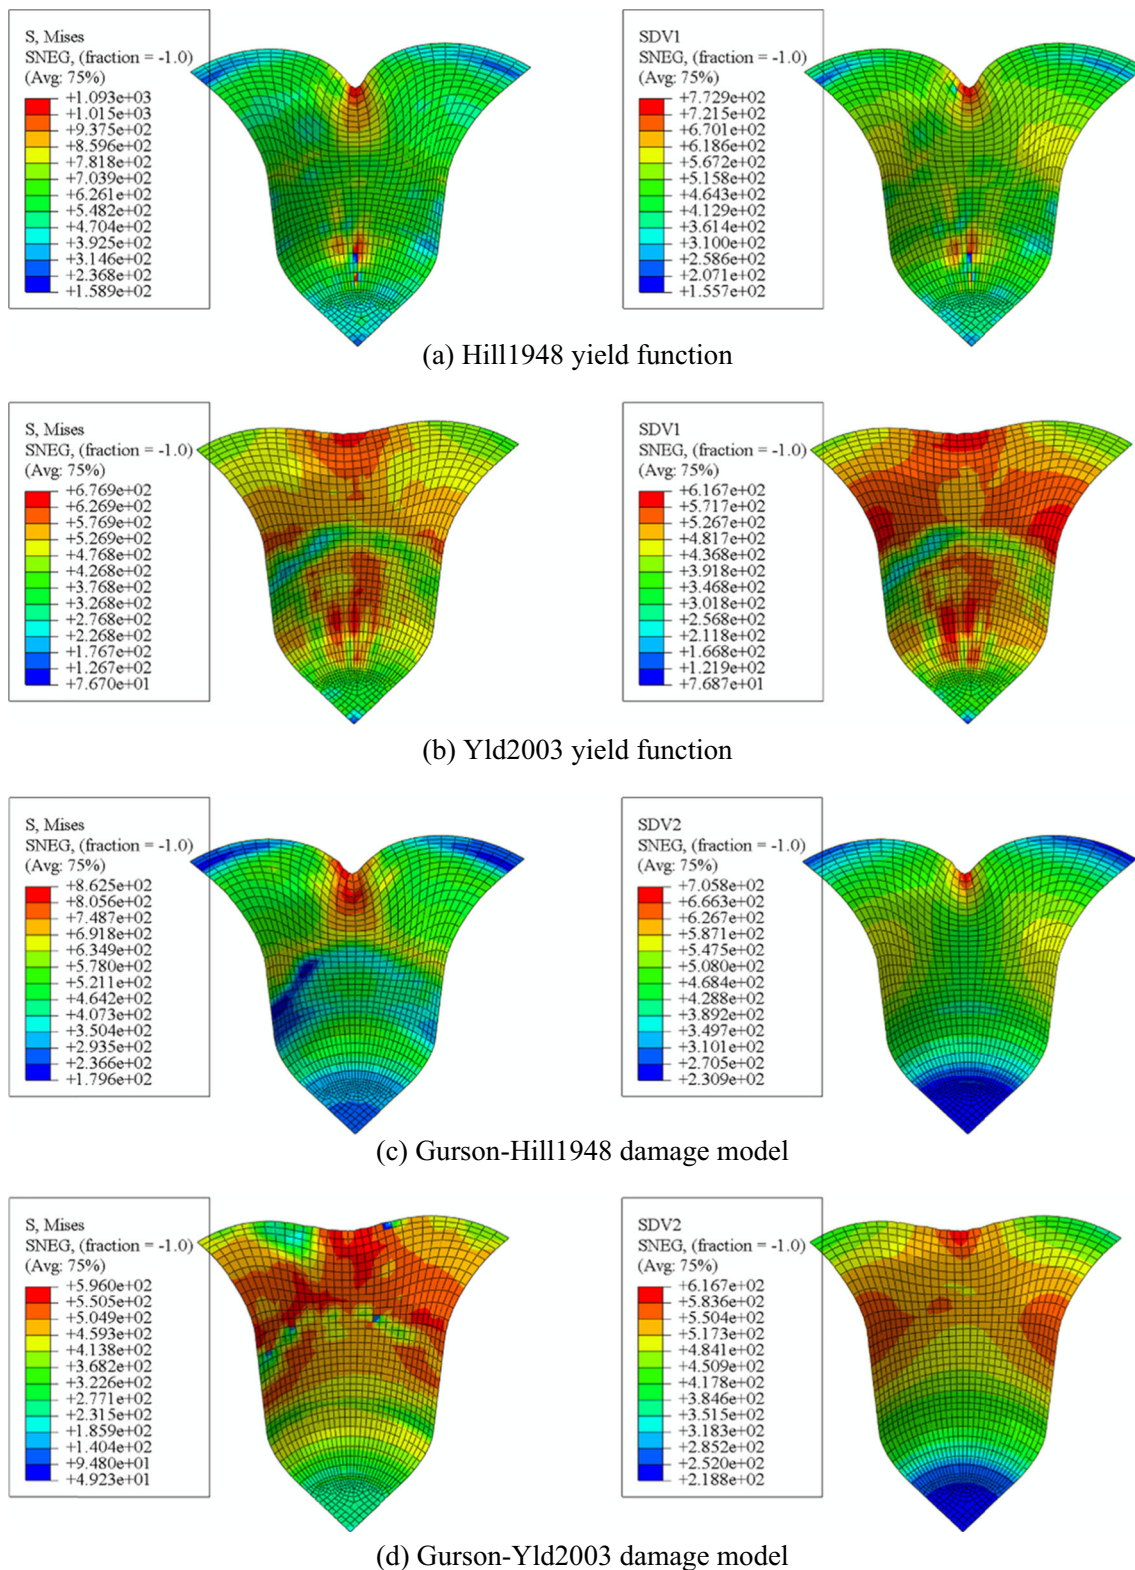 S, Mises
SNEG, (fraction = -1.0)
(Avg: 75%)
+1.093e+03
+1.015e+03
+9.375e+02
+8.596e+02
+7.818e+02
+7.039e+02
+6.261e+02
+5.482e+02
+4.704e+02
+3.925e+02
+3.146e+02
+2.368e+02
+1.589e+02
SDV1
SNEG, (fraction = -1.0)
(Avg: 75%)
+7.729e+02
+7.215e+02
+6.701e+02
+6.186e+02
+5.672e+02
+5.158e+02
+4.643e+02
+4.129e+02
+3.614e+02
+3.100e+02
+2.586e+02
+2.071e+02
+1.557e+02
(a) Hill1948 yield function
S, Mises
SNEG, (fraction = -1.0)
(Avg: 75%)
+6.769e+02
+6.269e+02
+5.769e+02
+5.269e+02
+4.768e+02
+4.268e+02
+3.768e+02
+3.268e+02
+2.768e+02
+2.268e+02
+1.767e+02
+1.267e+02
+7.670e+01
SDV1
SNEG, (fraction = -1.0)
(Avg: 75%)
+6.167e+02
+5.717e+02
+5.267e+02
+4.817e+02
+4.368e+02
+3.918e+02
+3.468e+02
+3.018e+02
+2.568e+02
+2.118e+02
+1.668e+02
+1.219e+02
+7.687e+01
(b) Yld2003 yield function
S, Mises
SNEG, (fraction = -1.0)
(Avg: 75%)
+8.625e+02
+8.056e+02
+7.487e+02
+6.918e+02
+6.349e+02
+5.780e+02
+5.211e+02
+4.642e+02
+4.073e+02
+3.504e+02
+2.935e+02
+2.366e+02
+1.796e+02
SDV2
SNEG, (fraction = -1.0)
(Avg: 75%)
+7.058e+02
+6.663e+02
+6.267e+02
+5.871e+02
+5.475e+02
+5.080e+02
+4.684e+02
+4.288e+02
+3.892e+02
+3.497e+02
+3.101e+02
+2.705e+02
+2.309e+02
(c) Gurson-Hill1948 damage model
S, Mises
SNEG, (fraction = -1.0)
(Avg: 75%)
+5.960e+02
+5.505e+02
+5.049e+02
+4.593e+02
+4.138e+02
+3.682e+02
+3.226e+02
+2.771e+02
+2.315e+02
+1.859e+02
+1.404e+02
+9.480e+01
+4.923e+01
SDV2
SNEG, (fraction = -1.0)
(Avg: 75%)
+6.167e+02
+5.836e+02
+5.504e+02
+5.173e+02
+4.841e+02
+4.509e+02
+4.178e+02
+3.846e+02
+3.515e+02
+3.183e+02
+2.852e+02
+2.520e+02
+2.188e+02
(d) Gurson-Yld2003 damage model